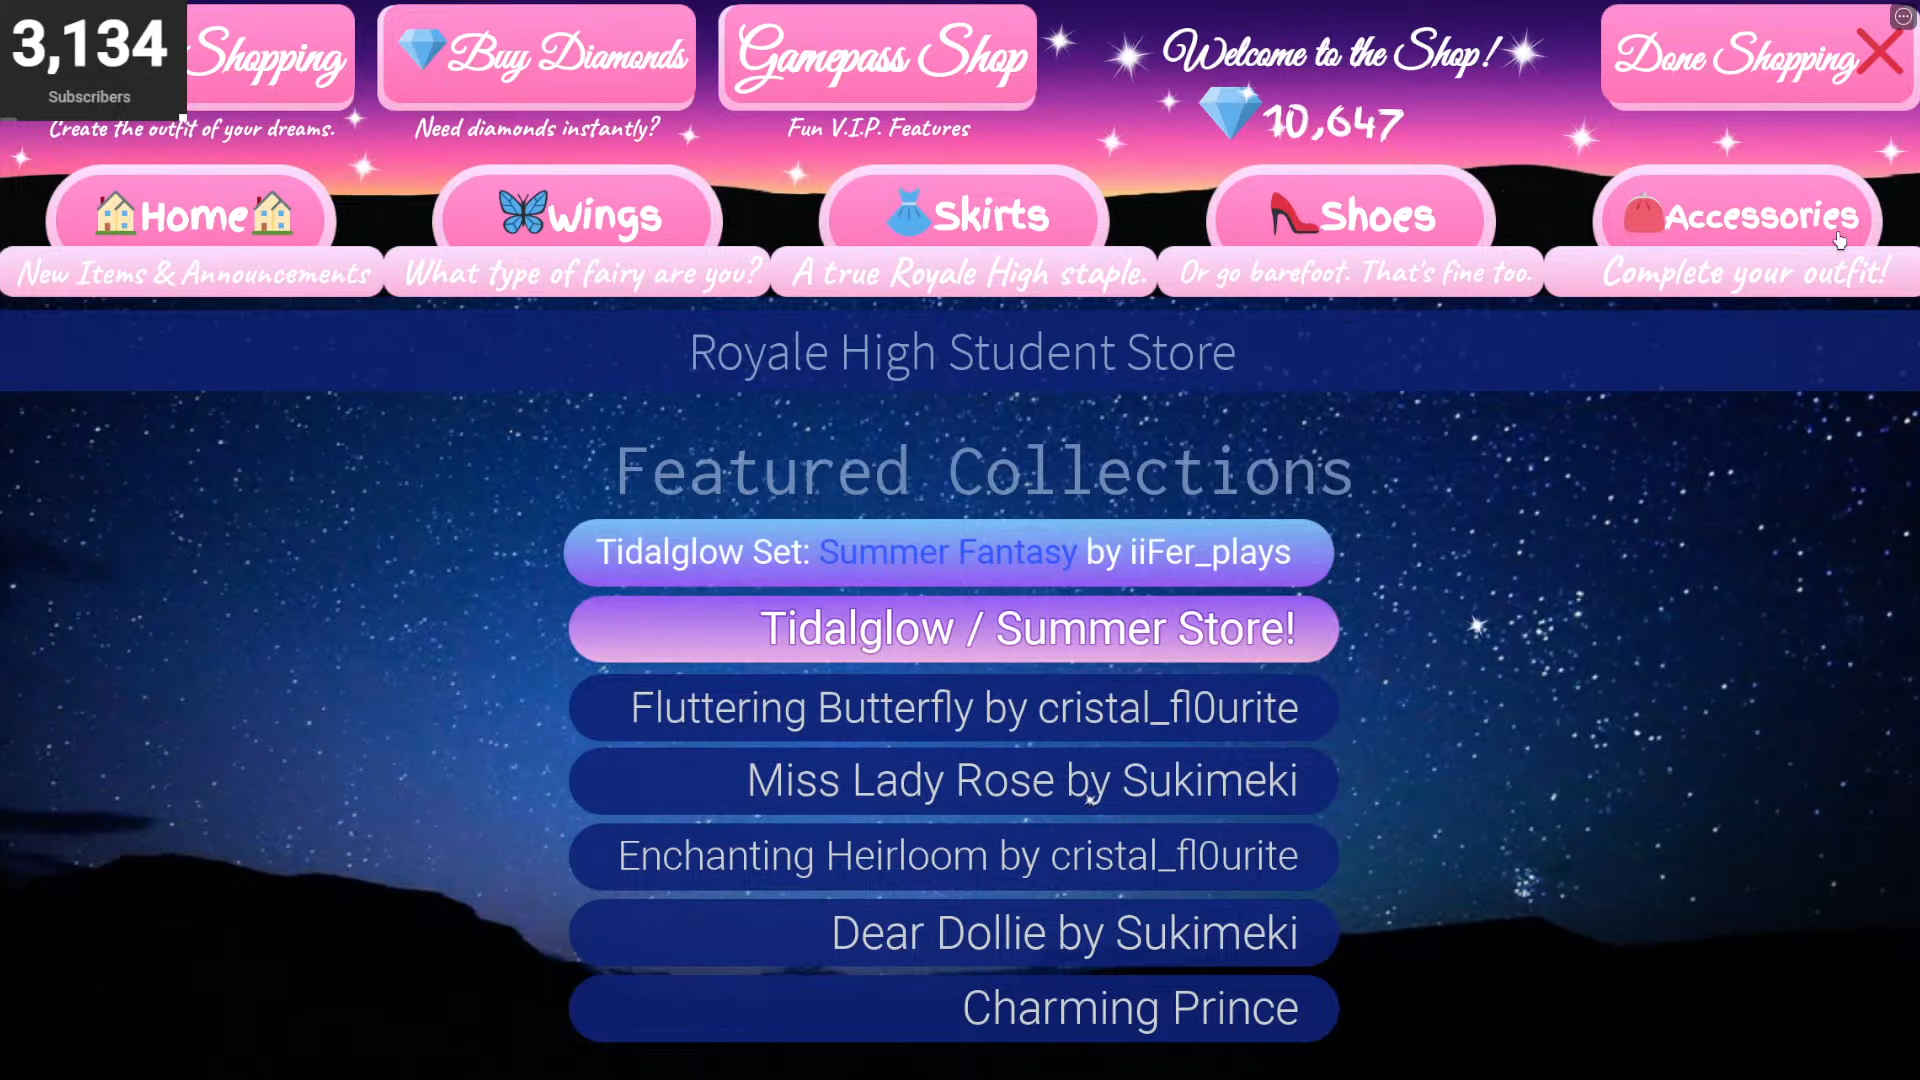 3,134
Subscribers
Shopping
Buy Diamonds
Gamepass Shop
Welcome to the Shop!
Done Shopping
10,647
Create the outfit of your dreams.
Need diamonds instantly?
Fun V.I.P. Features
Home
Wings
Skirts
Shoes
Accessories
New Items & Announcements
What type of fairy are you?
A true Royale High staple.
Or go barefoot. That's fine too.
Complete your outfit!
Royale High Student Store
Featured Collections
Tidalglow Set: Summer Fantasy by iiFer_plays
Tidalglow / Summer Store!
Fluttering Butterfly by cristal_fl0urite
Miss Lady Rose by Sukimeki
Enchanting Heirloom by cristal_fl0urite
Dear Dollie by Sukimeki
Charming Prince